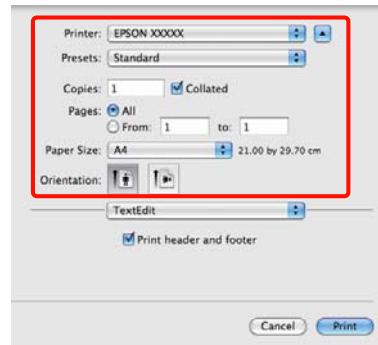 Printer: EPSON XXXXX
Presets: Standard
Copies: 1 Collated
Pages: All
From: 1 to: 1
Paper Size: A4 21.00 by 29.70 cm
Orientation:
TextEdit
Print header and footer
Cancel Print